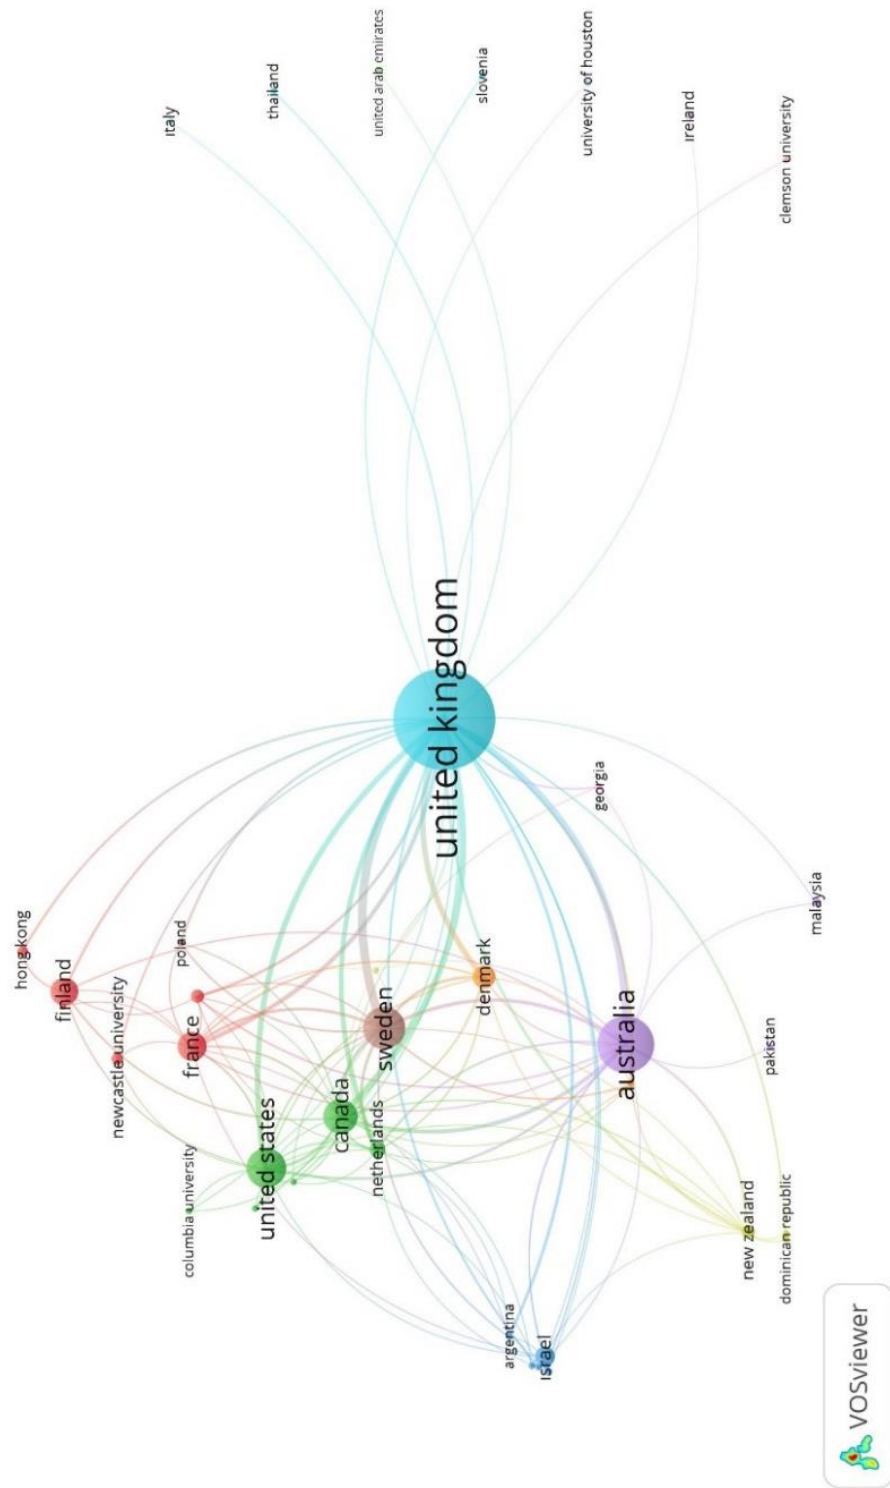 italy
thailand
united arab emirates
slovenia
university of houston
ireland
clemson university
united kingdom
georgia
malaysia
hong kong
finland
poland
newcastle university
france
sweden
denmark
australia
pakistan
canada
united states
netherlands
columbia university
new zealand
dominican republic
argentina
israel
VOSviewer